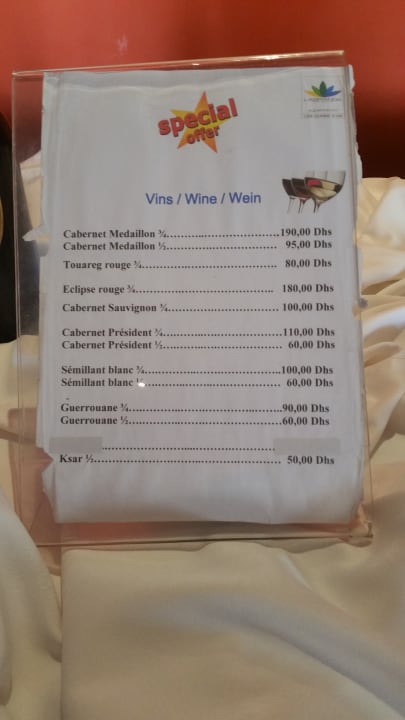 special
offer
Vins / Wine / Wein
Cabernet Medaillon ¾.............................190,00 Dhs
Cabernet Medaillon ½............................. 95,00 Dhs
Touareg rouge ¾.................................. 80,00 Dhs
Eclipse rouge ¾................................... 180,00 Dhs
Cabernet Sauvignon ¾............................ 100,00 Dhs
Cabernet Président ¾..............................110,00 Dhs
Cabernet Président ½.............................. 60,00 Dhs
Sémillant blanc ¾..................................100,00 Dhs
Sémillant blanc ½.................................. 60,00 Dhs
Guerrouane ¾.......................................90,00 Dhs
Guerrouane ½.......................................60,00 Dhs
Ksar ½............................................... 50,00 Dhs